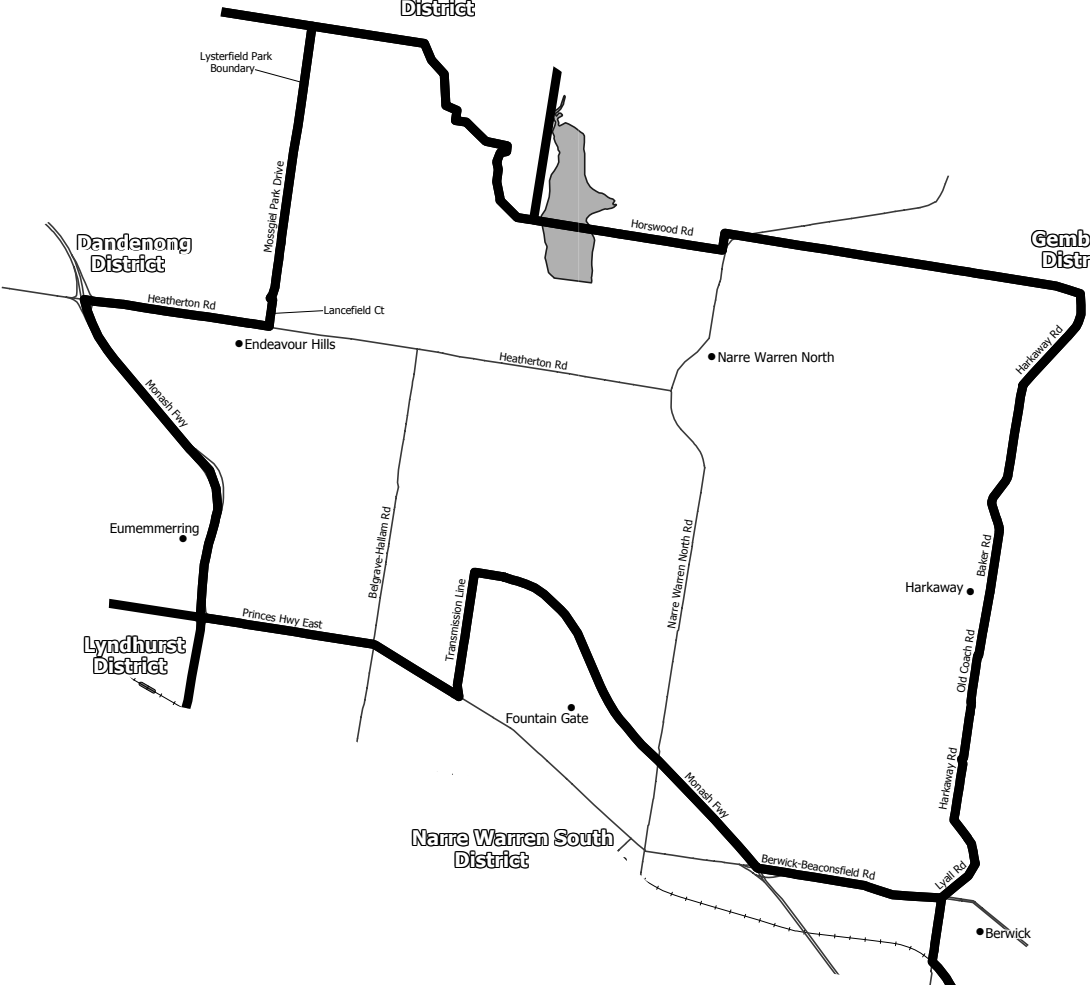 District
Lysterfield Park
Boundary
Mossgiel Park Drive
Horswood Rd
Dandenong
District
Gemb
Distr
Heatherton Rd
Lancefield Ct
Endeavour Hills
Heatherton Rd
Narre Warren North
Harkaway Rd
Monash Fwy
Eumemmerring
Belgrave-Hallam Rd
Narre Warren North Rd
Baker Rd
Harkaway
Transmission Line
Princes Hwy East
Lyndhurst
District
Old Coach Rd
Fountain Gate
Harkaway Rd
Monash Fwy
Narre Warren South
District
Berwick-Beaconsfield Rd
Lyall Rd
Berwick